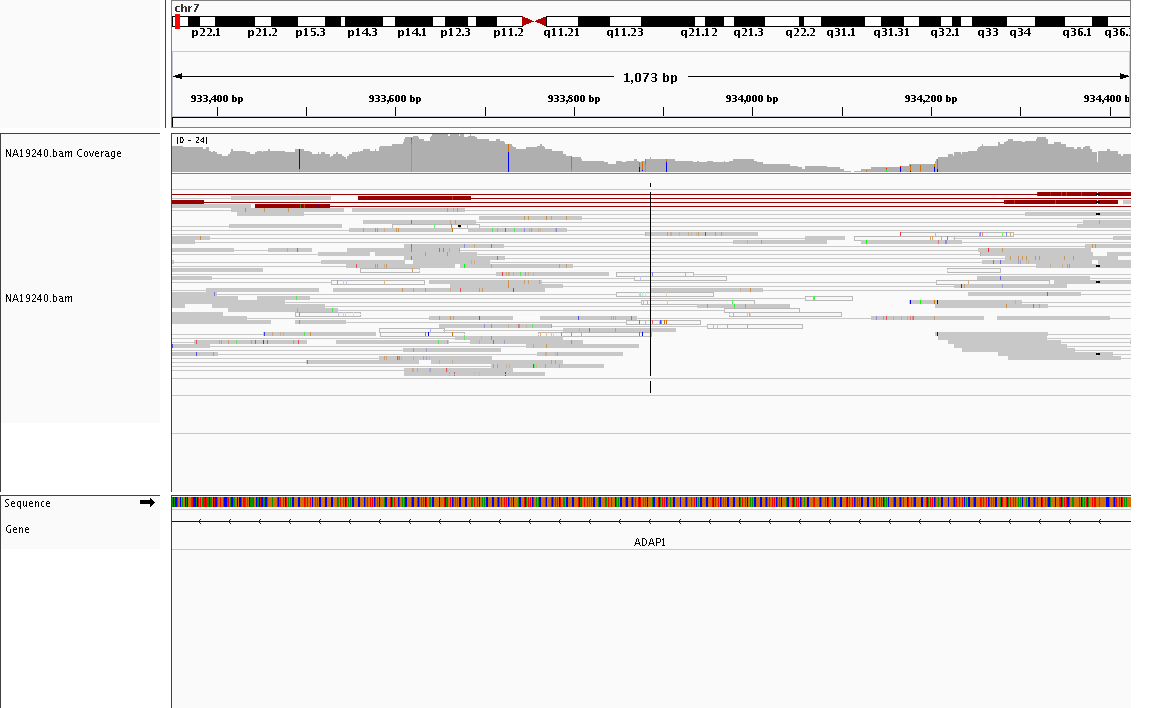 chr7
p22.1 p21.2 p15.3 p14.3 p14.1 p12.3 p11.2 q11.21 q11.23 q21.12 q21.3 q22.2 q31.1 q31.31 q32.1 q33 q34 q36.1 q36.
1,073 bp
933,400 bp 933,600 bp 933,800 bp 934,000 bp 934,200 bp 934,400 b
[0 - 24]
NA19240.bam Coverage
NA19240.bam
Sequence
Gene
ADAP1